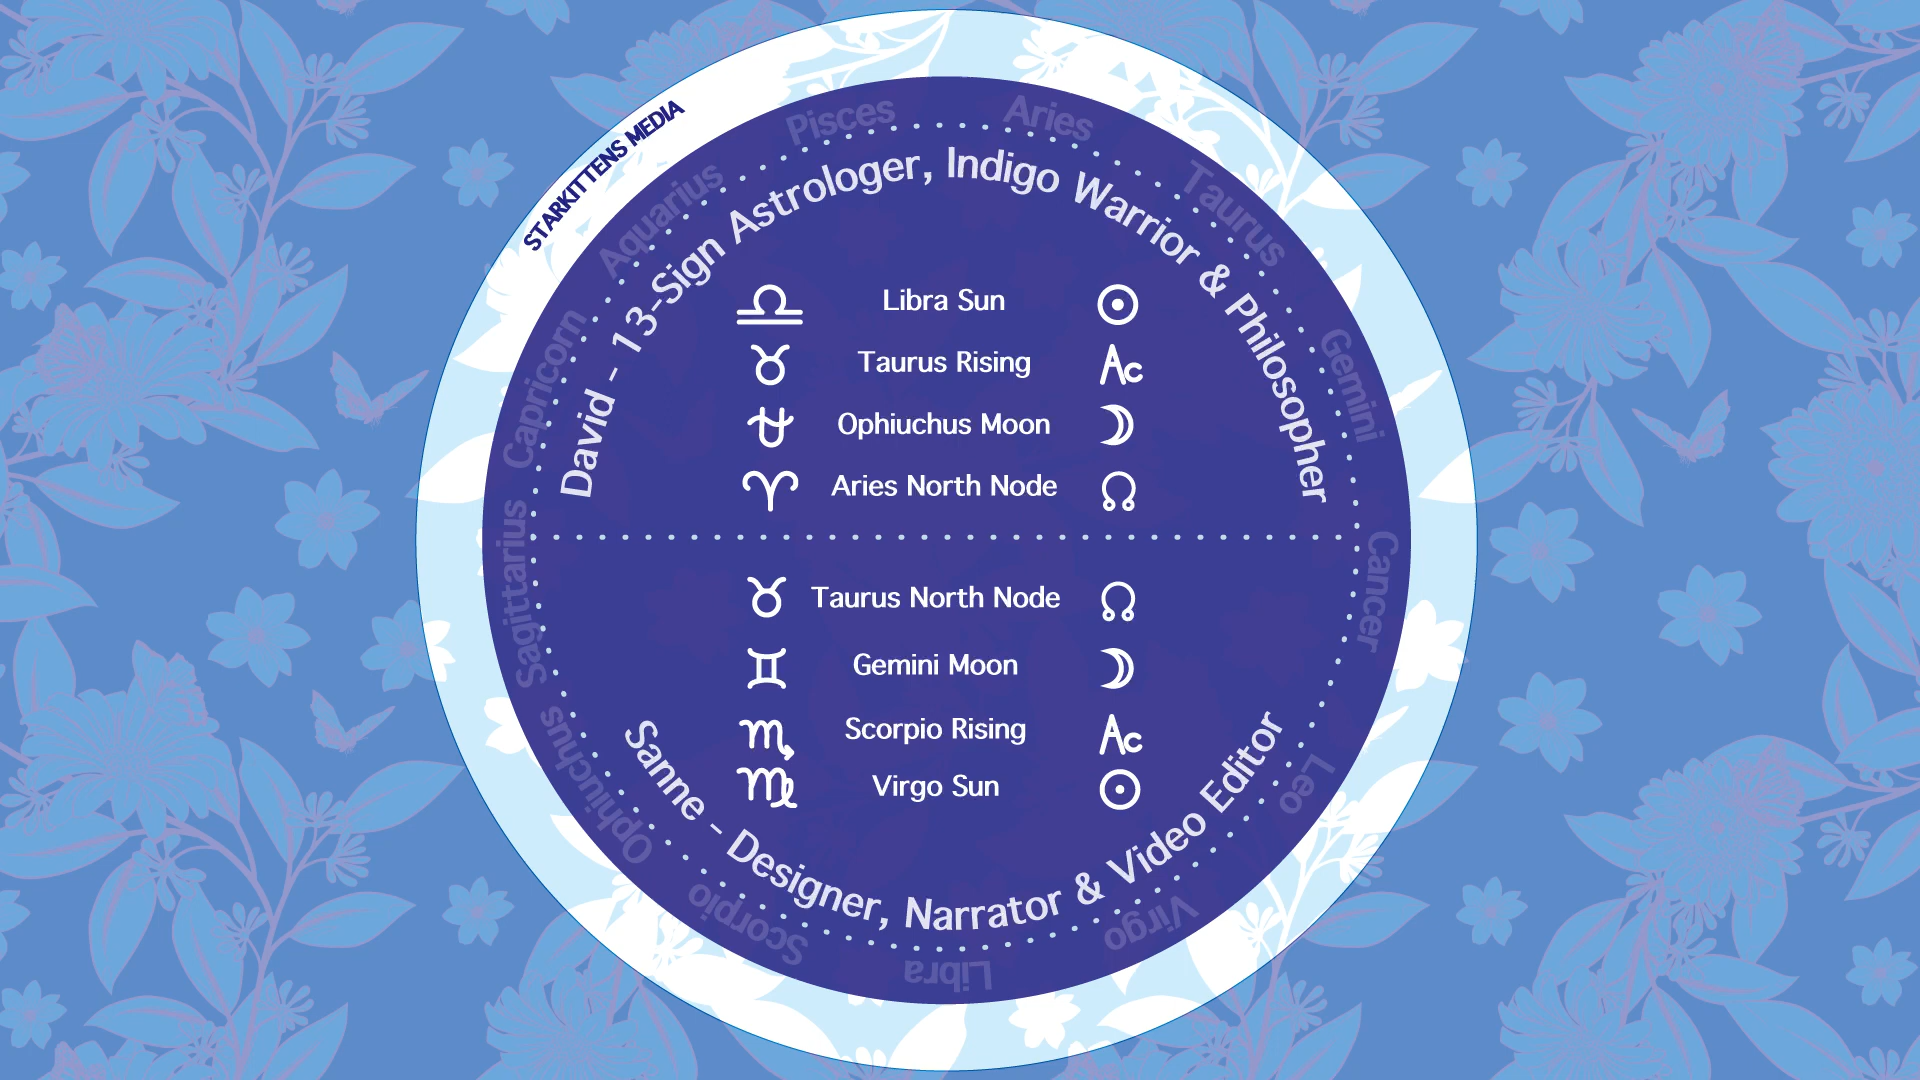 STARKITTENS MEDIA
Pisces
Aries
Taurus
Gemini
Cancer
Leo
Virgo
Libra
Scorpio
Ophiuchus
Sagittarius
Capricorn
Aquarius
David - 13-Sign Astrologer, Indigo Warrior & Philosopher
♎ Libra Sun ☉
♉ Taurus Rising Ac
⛎ Ophiuchus Moon ☽
♈ Aries North Node ☊
♉ Taurus North Node ☊
♊ Gemini Moon ☽
♏ Scorpio Rising Ac
♍ Virgo Sun ☉
Sanne - Designer, Narrator & Video Editor